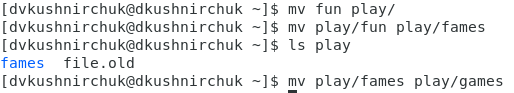 [dvkushnirchuk@dkushnirchuk ~]$ mv fun play/
[dvkushnirchuk@dkushnirchuk ~]$ mv play/fun play/fames
[dvkushnirchuk@dkushnirchuk ~]$ ls play
fames  file.old
[dvkushnirchuk@dkushnirchuk ~]$ mv play/fames play/games